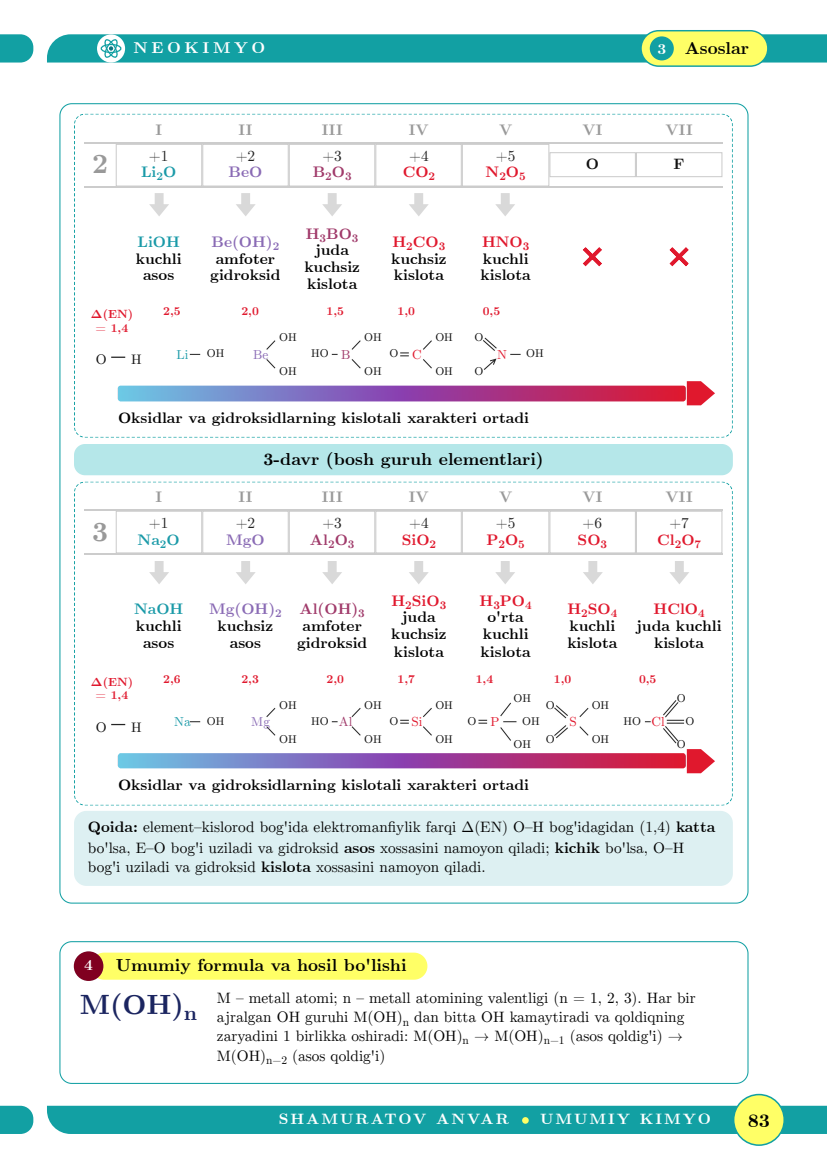 NEOKIMYO
3 Asoslar
I II III IV V VI VII
2 +1 +2 +3 +4 +5 O F
Li₂O BeO B₂O₃ CO₂ N₂O₅
LiOH Be(OH)₂ H₃BO₃ H₂CO₃ HNO₃
kuchli amfoter juda kuchsiz kuchli
asos gidroksid kuchsiz kislota kislota
kislota
Δ(EN) 2,5 2,0 1,5 1,0 0,5
= 1,4
OH OH OH O
O — H Li — OH Be HO – B O = C N — OH
OH OH OH O
Oksidlar va gidroksidlarning kislotali xarakteri ortadi
3-davr (bosh guruh elementlari)
I II III IV V VI VII
3 +1 +2 +3 +4 +5 +6 +7
Na₂O MgO Al₂O₃ SiO₂ P₂O₅ SO₃ Cl₂O₇
NaOH Mg(OH)₂ Al(OH)₃ H₂SiO₃ H₃PO₄ H₂SO₄ HClO₄
kuchli kuchsiz amfoter juda o'rta kuchli juda kuchli
asos asos gidroksid kuchsiz kuchli kislota kislota
kislota kislota
Δ(EN) 2,6 2,3 2,0 1,7 1,4 1,0 0,5
= 1,4
OH OH OH OH O OH O
O — H Na — OH Mg HO – Al O = Si O = P — OH S HO – Cl = O
OH OH OH OH O OH O
Oksidlar va gidroksidlarning kislotali xarakteri ortadi
Qoida: element–kislorod bog'ida elektromanfiylik farqi Δ(EN) O–H bog'idagidan (1,4) katta
bo'lsa, E–O bog'i uziladi va gidroksid asos xossasini namoyon qiladi; kichik bo'lsa, O–H
bog'i uziladi va gidroksid kislota xossasini namoyon qiladi.
4 Umumiy formula va hosil bo'lishi
M(OH)ₙ
M – metall atomi; n – metall atomining valentligi (n = 1, 2, 3). Har bir
ajralgan OH guruhi M(OH)ₙ dan bitta OH kamaytiradi va qoldiqning
zaryadini 1 birlikka oshiradi: M(OH)ₙ → M(OH)ₙ₋₁ (asos qoldig'i) →
M(OH)ₙ₋₂ (asos qoldig'i)
SHAMURATOV ANVAR • UMUMIY KIMYO 83